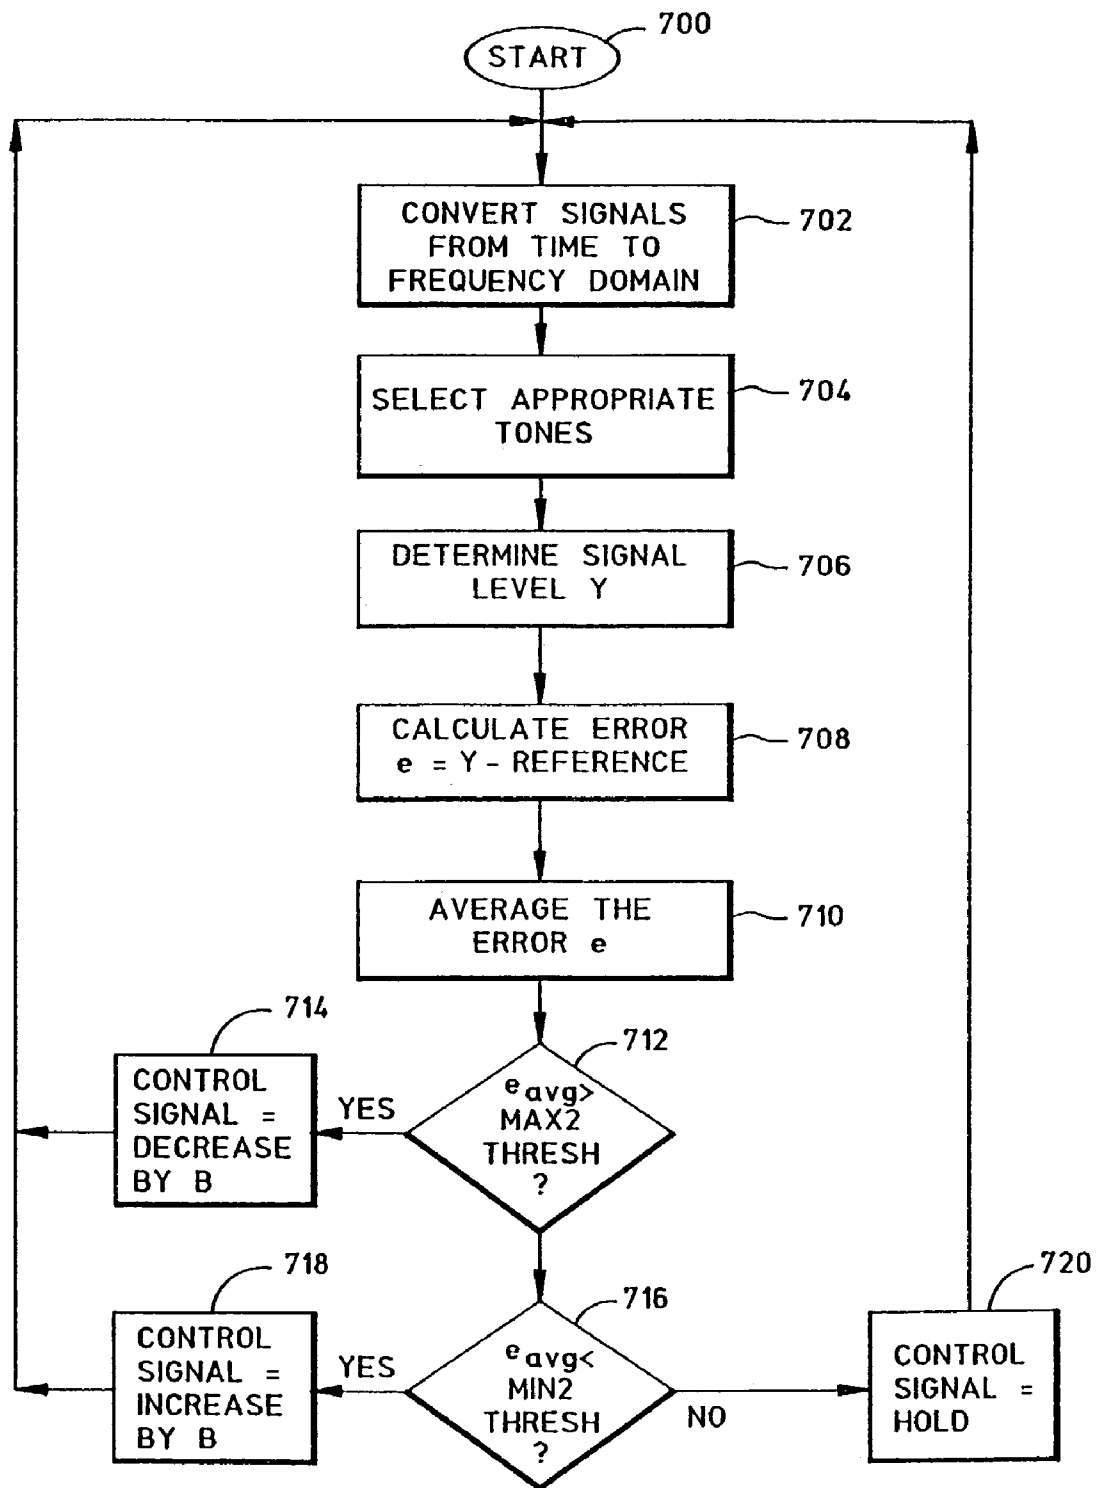 700
START
CONVERT SIGNALS
FROM TIME TO
FREQUENCY DOMAIN
702
SELECT APPROPRIATE
TONES
704
DETERMINE SIGNAL
LEVEL Y
706
CALCULATE ERROR
e = Y - REFERENCE
708
AVERAGE THE
ERROR e
710
714
CONTROL
SIGNAL =
DECREASE
BY B
YES
712
e avg>
MAX2
THRESH
?
718
CONTROL
SIGNAL =
INCREASE
BY B
YES
716
e avg<
MIN2
THRESH
?
NO
720
CONTROL
SIGNAL =
HOLD